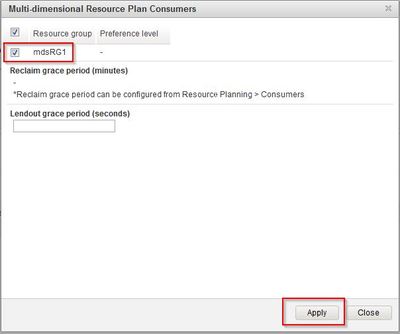 Multi-dimensional Resource Plan Consumers
Resource group Preference level
mdsRG1 -
Reclaim grace period (minutes)
-
*Reclaim grace period can be configured from Resource Planning > Consumers
Lendout grace period (seconds)
Apply Close